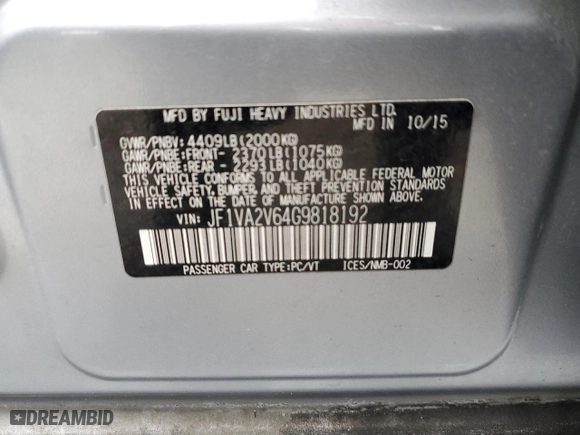 MFD BY FUJI HEAVY INDUSTRIES LTD.
MFD IN 10/15
GVWR/PNBV: 4409LB(2000KG)
GAWR/PNBE:FRONT- 2370LB(1075KG)
GAWR/PNBE:REAR - 2293LB(1040KG)
THIS VEHICLE CONFORMS TO ALL APPLICABLE FEDERAL MOTOR
VEHICLE SAFETY,BUMPER AND THEFT PREVENTION STANDARDS
IN EFFECT ON THE DATE OF MANUFACTURE SHOWN ABOVE.
VIN: JF1VA2V64G9818192
PASSENGER CAR TYPE:PC/VT ICES/NMB-002
DREAMBID